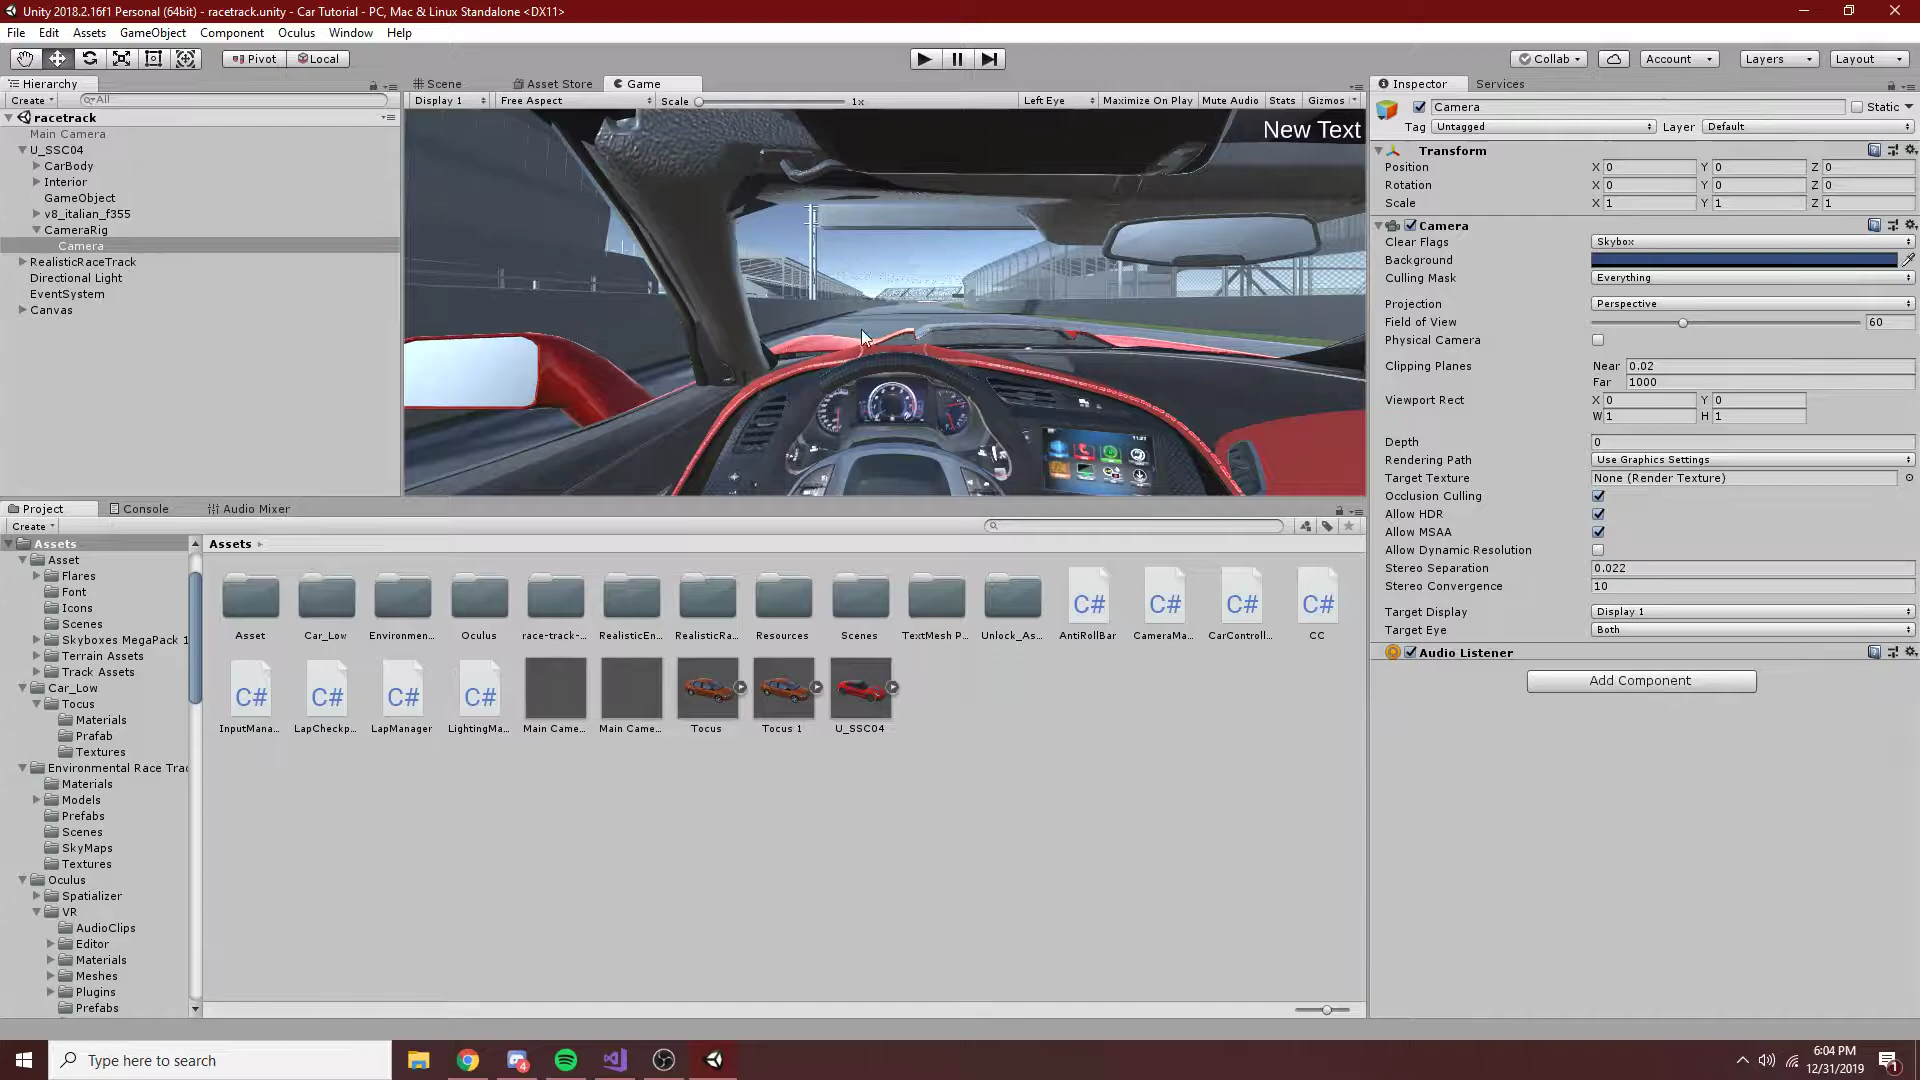 Unity 2018.2.16f1 Personal (64bit) - racetrack.unity - Car Tutorial - PC, Mac & Linux Standalone <DX11>
File Edit Assets GameObject Component Oculus Window Help
Pivot Local Collab Account Layers Layout
Hierarchy
Create All
racetrack
Main Camera
U_SSC04
CarBody
Interior
GameObject
v8_italian_f355
CameraRig
Camera
RealisticRaceTrack
Directional Light
EventSystem
Canvas
Scene Asset Store Game
Display 1 Free Aspect Scale 1x Left Eye Maximize On Play Mute Audio Stats Gizmos
New Text
Inspector Services
Camera Static
Tag Untagged Layer Default
Transform
Position X 0 Y 0 Z 0
Rotation X 0 Y 0 Z 0
Scale X 1 Y 1 Z 1
Camera
Clear Flags Skybox
Background
Culling Mask Everything
Projection Perspective
Field of View 60
Physical Camera
Clipping Planes Near 0.02
Far 1000
Viewport Rect X 0 Y 0
W 1 H 1
Depth 0
Rendering Path Use Graphics Settings
Target Texture None (Render Texture)
Occlusion Culling
Allow HDR
Allow MSAA
Allow Dynamic Resolution
Stereo Separation 0.022
Stereo Convergence 10
Target Display Display 1
Target Eye Both
Audio Listener
Add Component
Project Console Audio Mixer
Create
Assets
Asset
Flares
Font
Icons
Scenes
Skyboxes MegaPack 1
Terrain Assets
Track Assets
Car_Low
Tocus
Materials
Prefab
Textures
Environmental Race Trac
Materials
Models
Prefabs
Scenes
SkyMaps
Textures
Oculus
Spatializer
VR
AudioClips
Editor
Materials
Meshes
Plugins
Prefabs
Assets
C# C# C# C#
Asset Car_Low Environmen... Oculus race-track-... RealisticEn... RealisticRa... Resources Scenes TextMesh P... Unlock_As... AntiRollBar CameraMa... CarControll... CC
C# C# C# C#
InputMana... LapCheckp... LapManager LightingMa... Main Came... Main Came... Tocus Tocus 1 U_SSC04
Type here to search
4
6:04 PM
12/31/2019
1